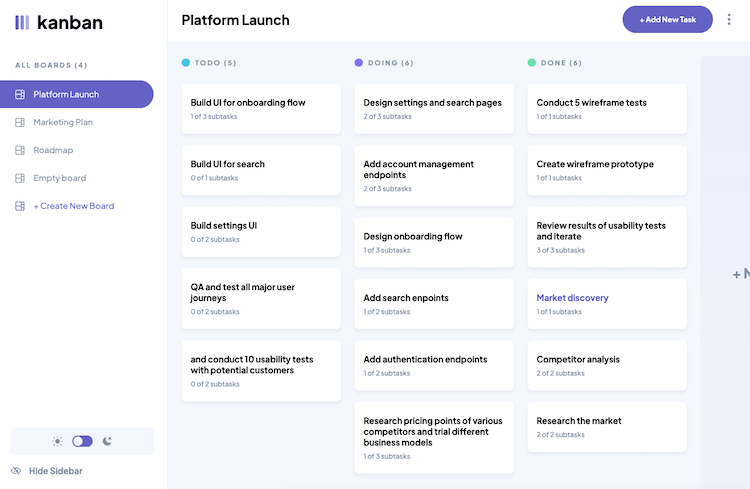 kanban
Platform Launch
+ Add New Task
ALL BOARDS (4)
Platform Launch
Marketing Plan
Roadmap
Empty board
+ Create New Board
Hide Sidebar
TODO (5)
Build UI for onboarding flow
1 of 3 subtasks
Build UI for search
0 of 1 subtasks
Build settings UI
0 of 2 subtasks
QA and test all major user
journeys
0 of 2 subtasks
and conduct 10 usability tests
with potential customers
0 of 2 subtasks
DOING (6)
Design settings and search pages
2 of 3 subtasks
Add account management
endpoints
2 of 3 subtasks
Design onboarding flow
1 of 3 subtasks
Add search enpoints
1 of 2 subtasks
Add authentication endpoints
1 of 2 subtasks
Research pricing points of various
competitors and trial different
business models
1 of 3 subtasks
DONE (6)
Conduct 5 wireframe tests
1 of 1 subtasks
Create wireframe prototype
1 of 1 subtasks
Review results of usability tests
and iterate
3 of 3 subtasks
Market discovery
1 of 1 subtasks
Competitor analysis
2 of 2 subtasks
Research the market
2 of 2 subtasks